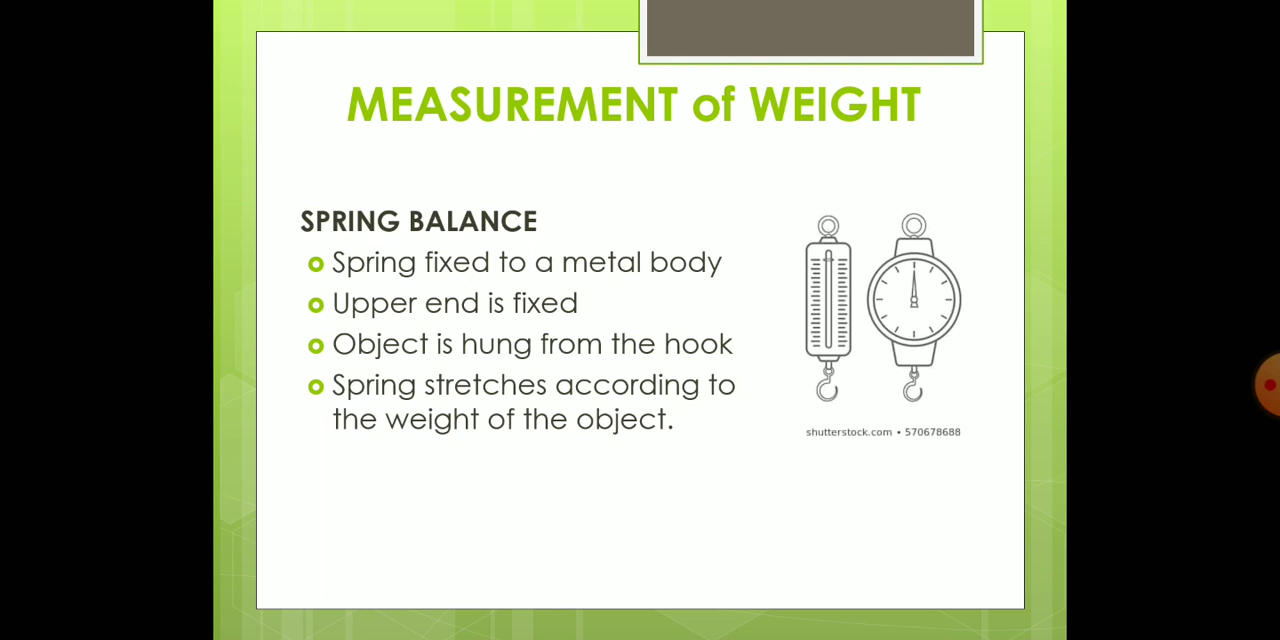 MEASUREMENT of WEIGHT
SPRING BALANCE
Spring fixed to a metal body
Upper end is fixed
Object is hung from the hook
Spring stretches according to
the weight of the object.
shutterstock.com • 570678688